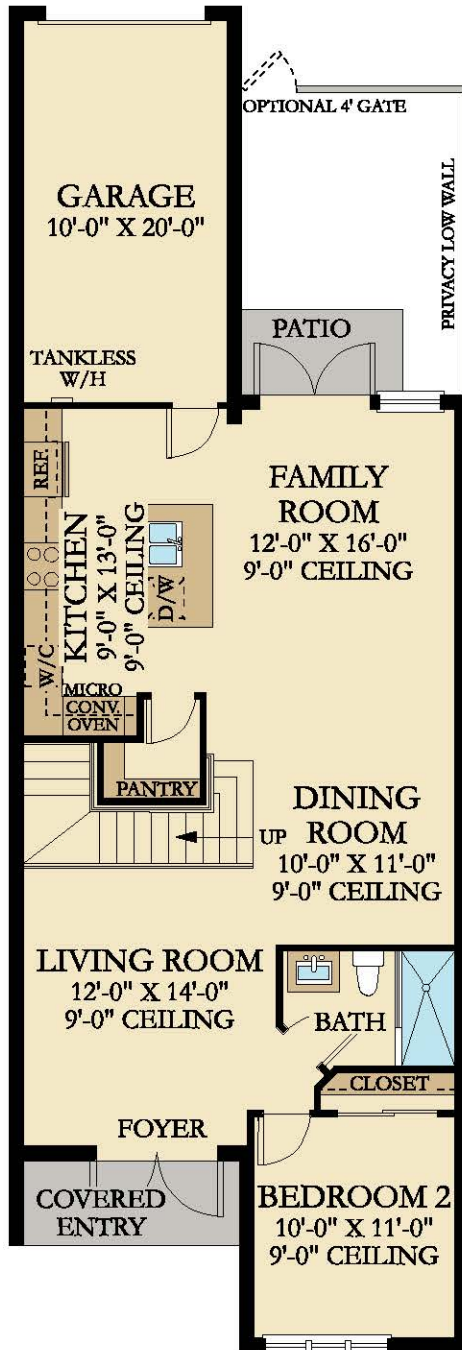 OPTIONAL 4' GATE
PRIVACY LOW WALL
GARAGE
10'-0" X 20'-0"
PATIO
TANKLESS
W/H
REF.
FAMILY
ROOM
12'-0" X 16'-0"
9'-0" CEILING
KITCHEN
9'-0" X 13'-0"
9'-0" CEILING
D/W
W/C
MICRO
CONV.
OVEN
PANTRY
UP
DINING
ROOM
10'-0" X 11'-0"
9'-0" CEILING
LIVING ROOM
12'-0" X 14'-0"
9'-0" CEILING
BATH
CLOSET
FOYER
COVERED
ENTRY
BEDROOM 2
10'-0" X 11'-0"
9'-0" CEILING